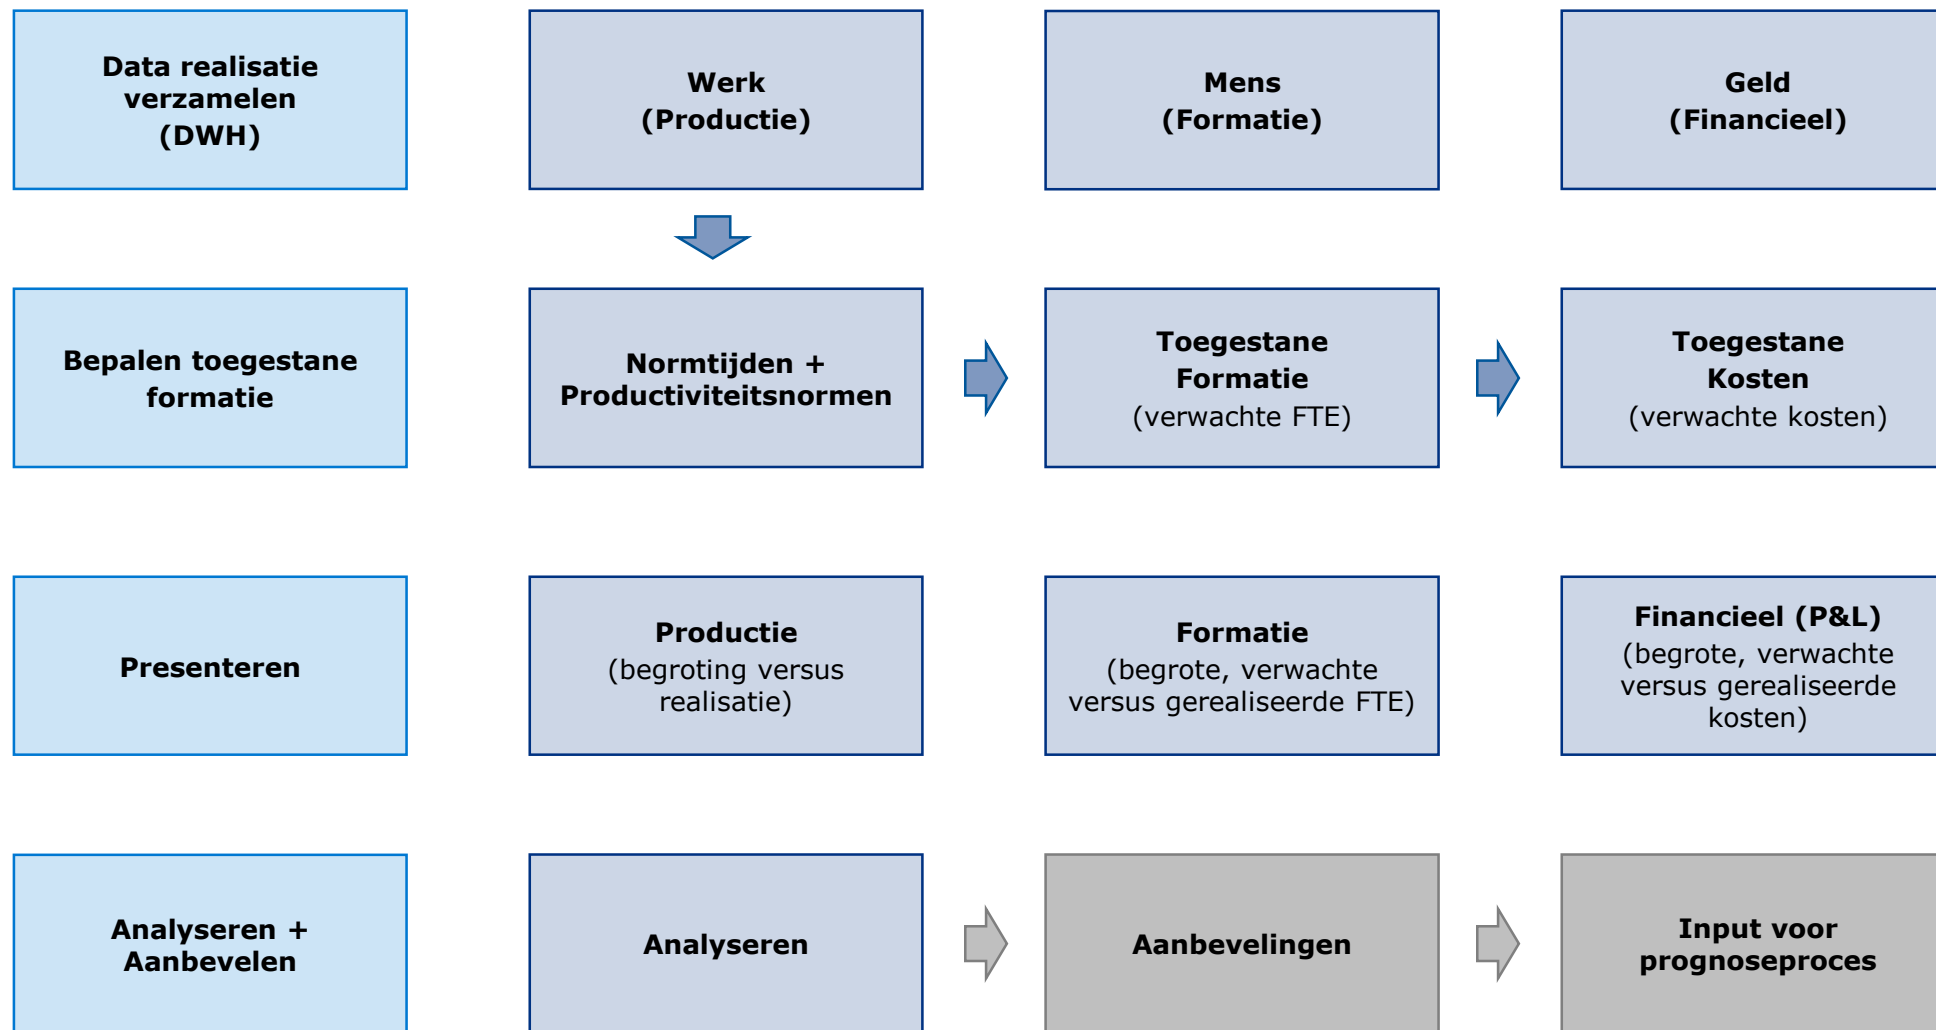 Data realisatie
verzamelen
(DWH)
Werk
(Productie)
Mens
(Formatie)
Geld
(Financieel)
Bepalen toegestane
formatie
Normtijden +
Productiviteitsnormen
Toegestane
Formatie
(verwachte FTE)
Toegestane
Kosten
(verwachte kosten)
Presenteren
Productie
(begroting versus
realisatie)
Formatie
(begrote, verwachte
versus gerealiseerde FTE)
Financieel (P&L)
(begrote, verwachte
versus gerealiseerde
kosten)
Analyseren +
Aanbevelen
Analyseren
Aanbevelingen
Input voor
prognoseproces